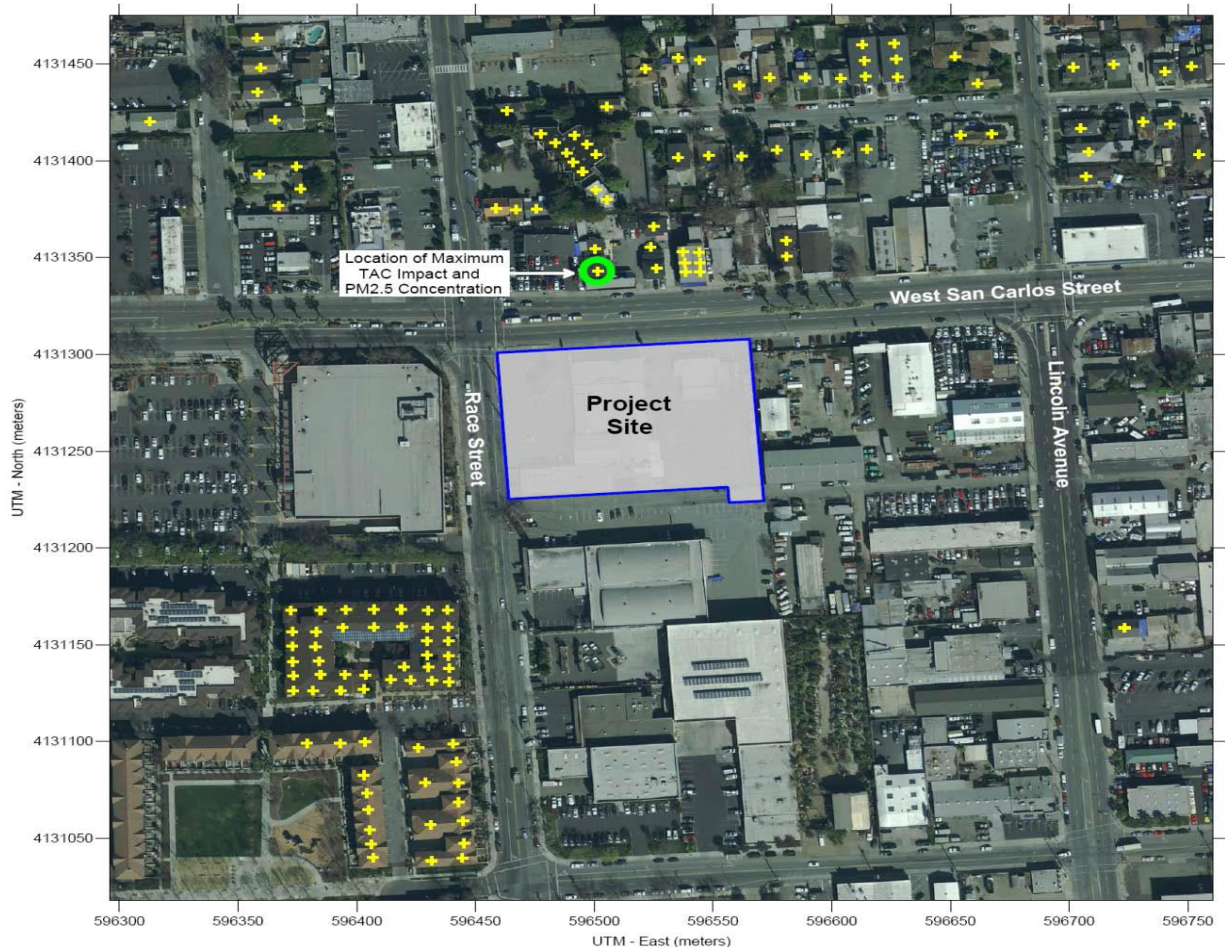 4131450
4131400
4131350
4131300
4131250
4131200
4131150
4131100
4131050
UTM - North (meters)
Location of Maximum
TAC Impact and
PM2.5 Concentration
West San Carlos Street
Project
Site
Race Street
Lincoln Avenue
596300
596350
596400
596450
596500
596550
596600
596650
596700
596750
UTM - East (meters)